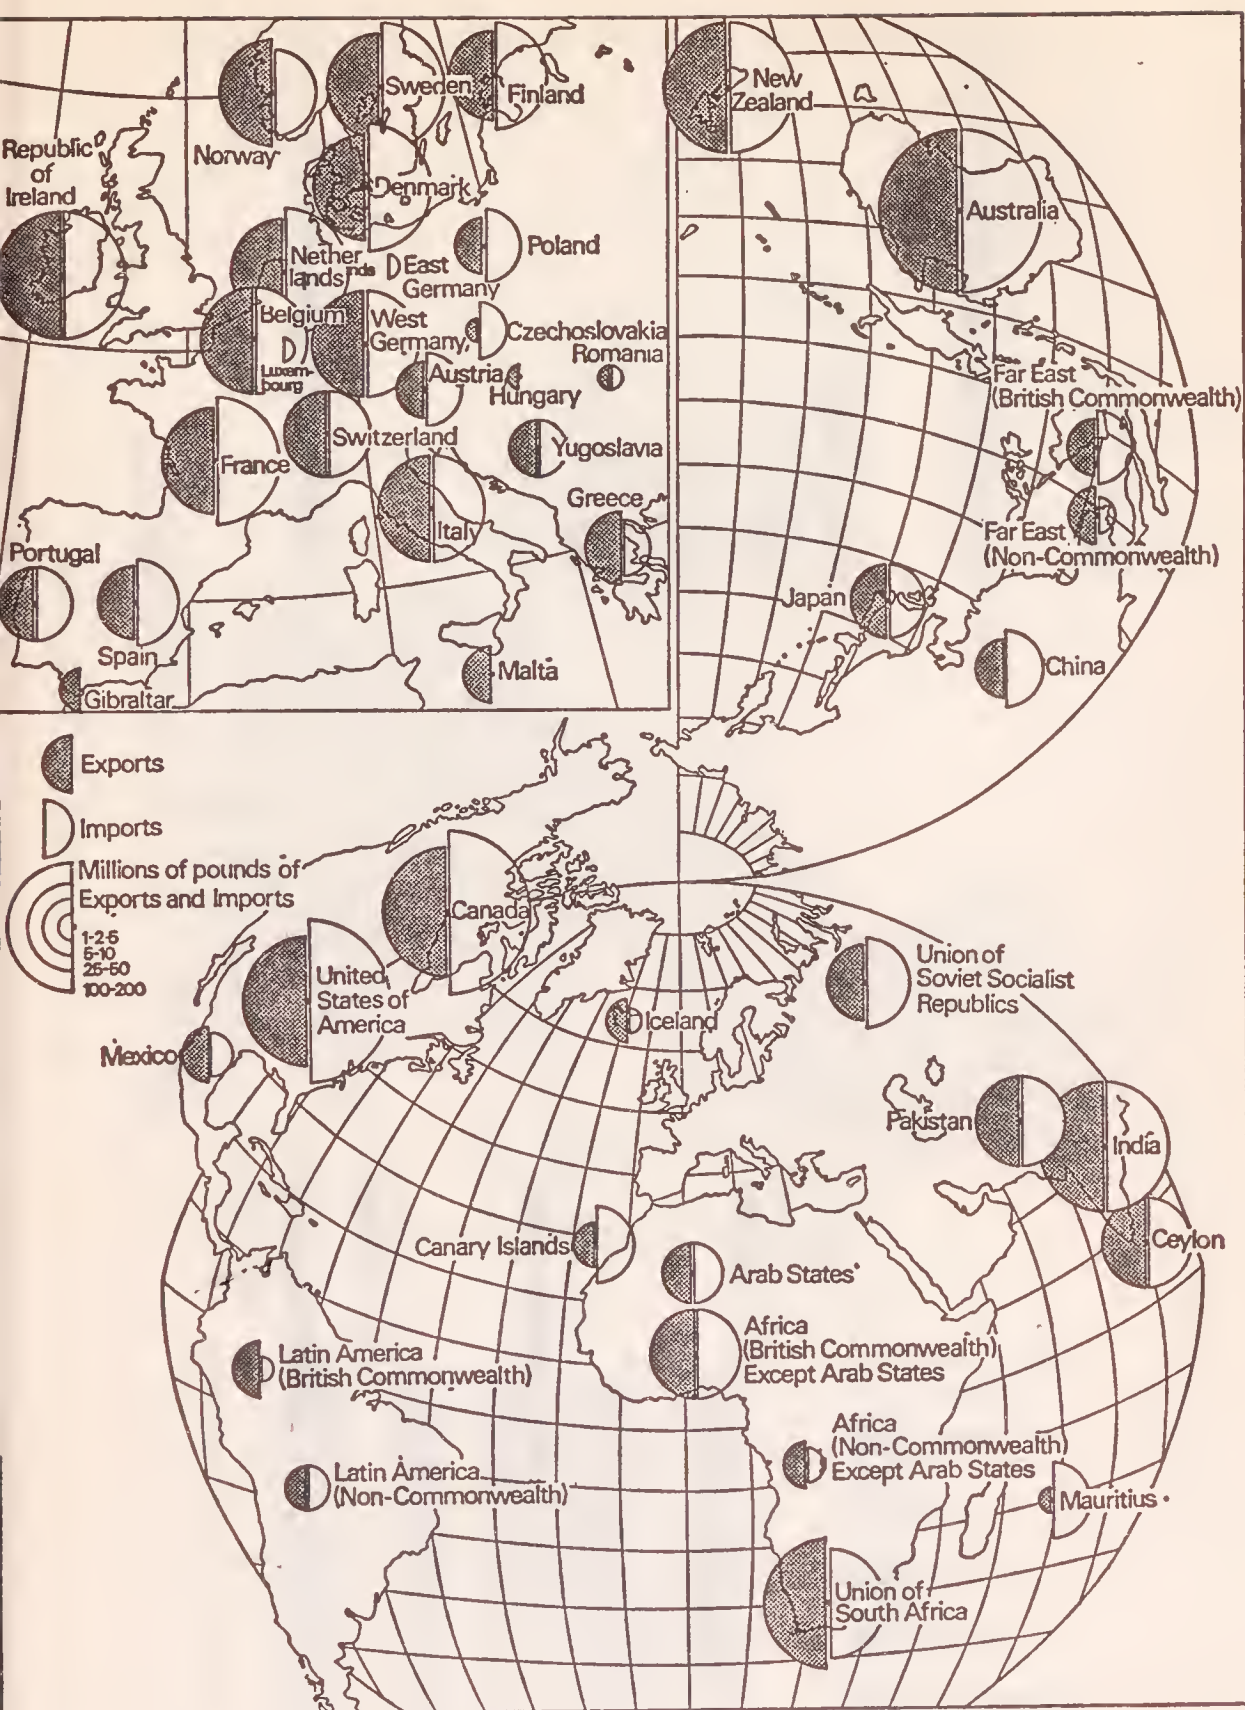 Norway
Sweden
Finland
Republic
of
Ireland
Denmark
Nether
lands
East
Germany
Poland
Belgium
West
Germany
Luxem-
bourg
Czechoslovakia
Romania
Austria
Hungary
France
Switzerland
Yugoslavia
Italy
Greece
Portugal
Spain
Gibraltar
Malta
New
Zealand
Australia
Far East
(British Commonwealth)
Far East
(Non-Commonwealth)
Japan
China
Exports
Imports
Millions of pounds of
Exports and Imports
1-2·5
5-10
25-50
100-200
Canada
United
States of
America
Mexico
Iceland
Union of
Soviet Socialist
Republics
Pakistan
India
Ceylon
Canary Islands
Arab States
Africa
(British Commonwealth)
Except Arab States
Latin America
(British Commonwealth)
Africa
(Non-Commonwealth)
Except Arab States
Latin America
(Non-Commonwealth)
Mauritius
Union of
South Africa